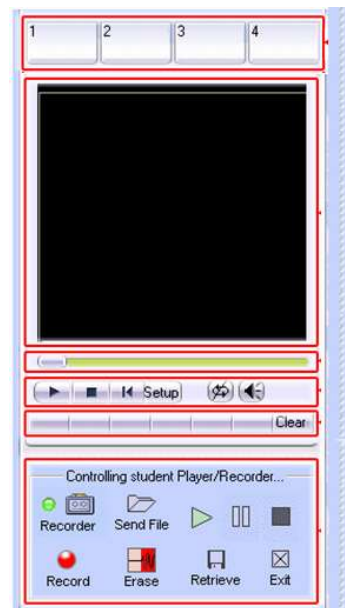 1 2 3 4
Setup
Clear
Controlling student Player/Recorder...
Recorder Send File
Record Erase Retrieve Exit